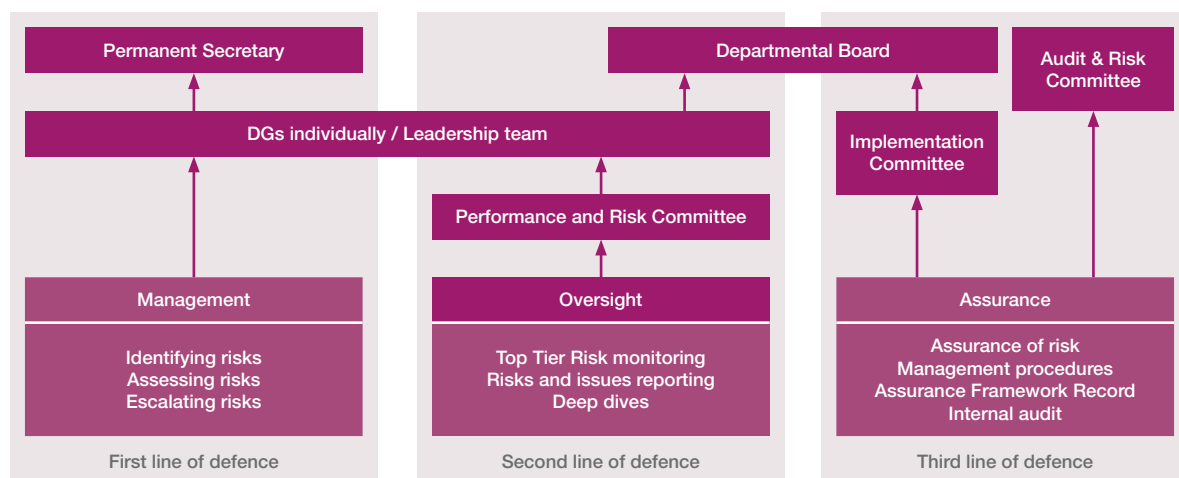 Permanent Secretary
Departmental Board
Audit & Risk
Committee
DGs individually / Leadership team
Implementation
Committee
Performance and Risk Committee
Management
Identifying risks
Assessing risks
Escalating risks
First line of defence
Oversight
Top Tier Risk monitoring
Risks and issues reporting
Deep dives
Second line of defence
Assurance
Assurance of risk
Management procedures
Assurance Framework Record
Internal audit
Third line of defence